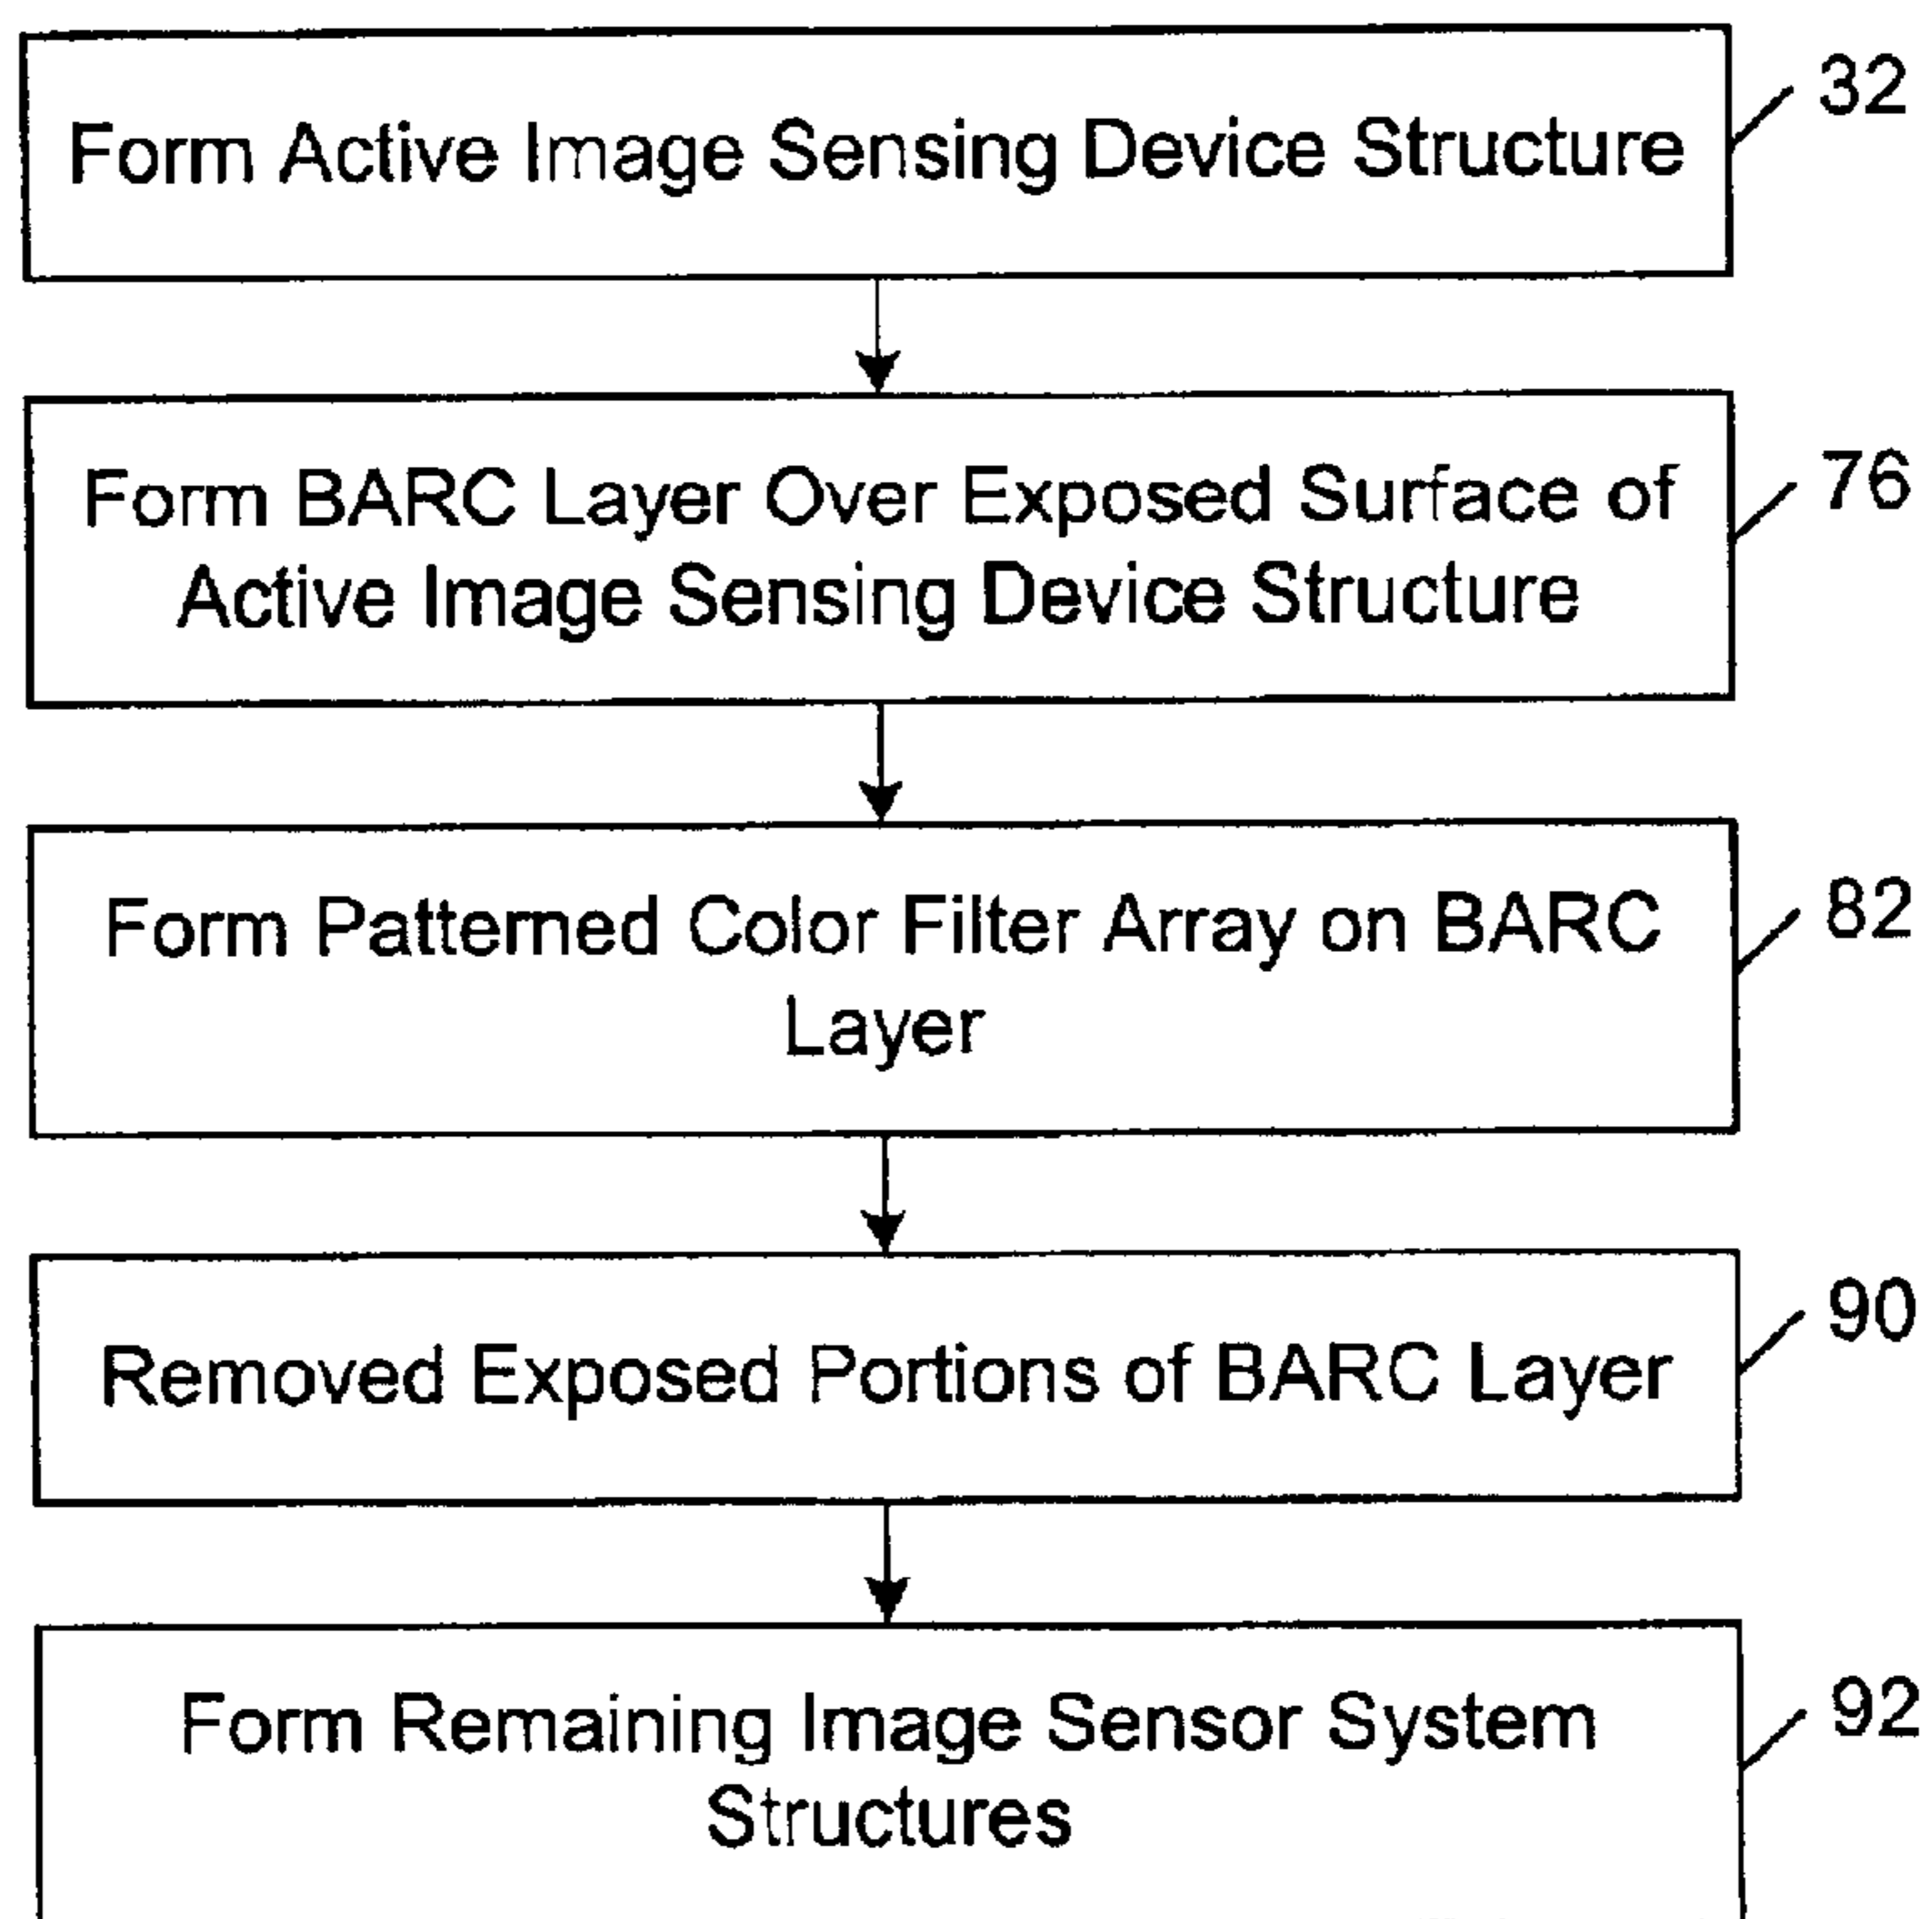 Form Active Image Sensing Device Structure
32
Form BARC Layer Over Exposed Surface of
Active Image Sensing Device Structure
76
Form Patterned Color Filter Array on BARC
Layer
82
Removed Exposed Portions of BARC Layer
90
Form Remaining Image Sensor System
Structures
92